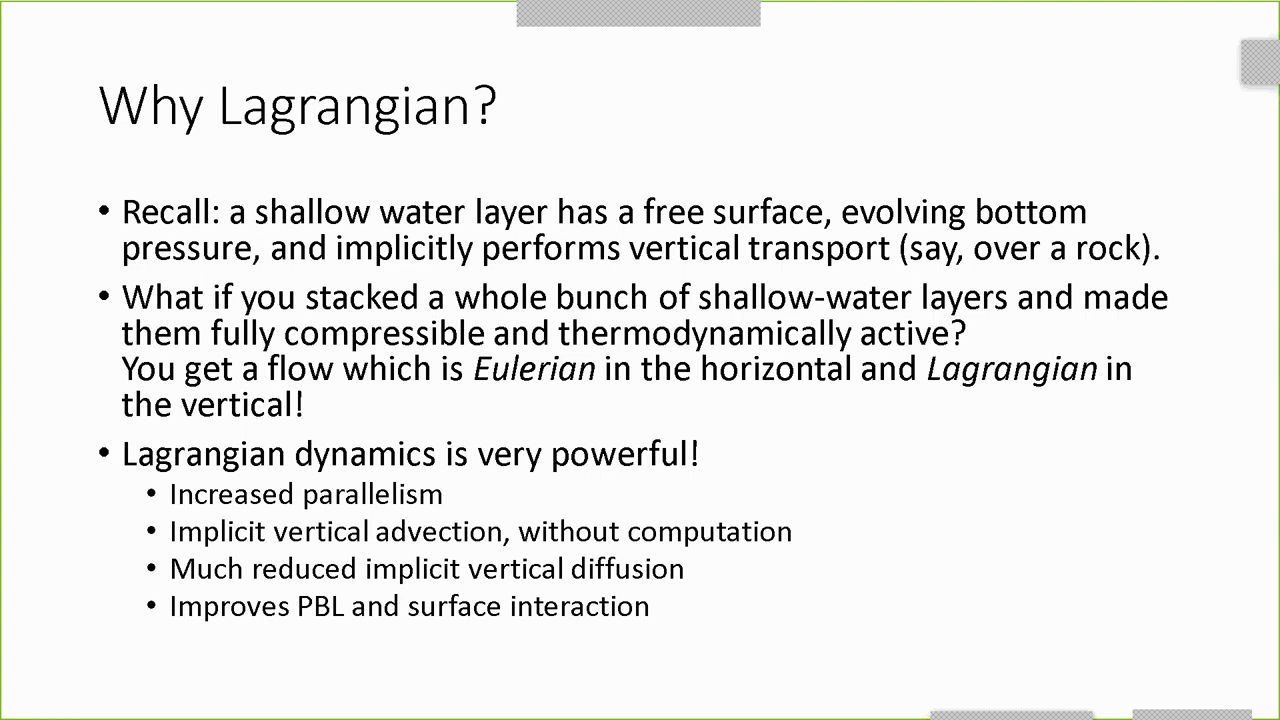 Why Lagrangian?
• Recall: a shallow water layer has a free surface, evolving bottom
pressure, and implicitly performs vertical transport (say, over a rock).
• What if you stacked a whole bunch of shallow-water layers and made
them fully compressible and thermodynamically active?
You get a flow which is Eulerian in the horizontal and Lagrangian in
the vertical!
• Lagrangian dynamics is very powerful!
• Increased parallelism
• Implicit vertical advection, without computation
• Much reduced implicit vertical diffusion
• Improves PBL and surface interaction